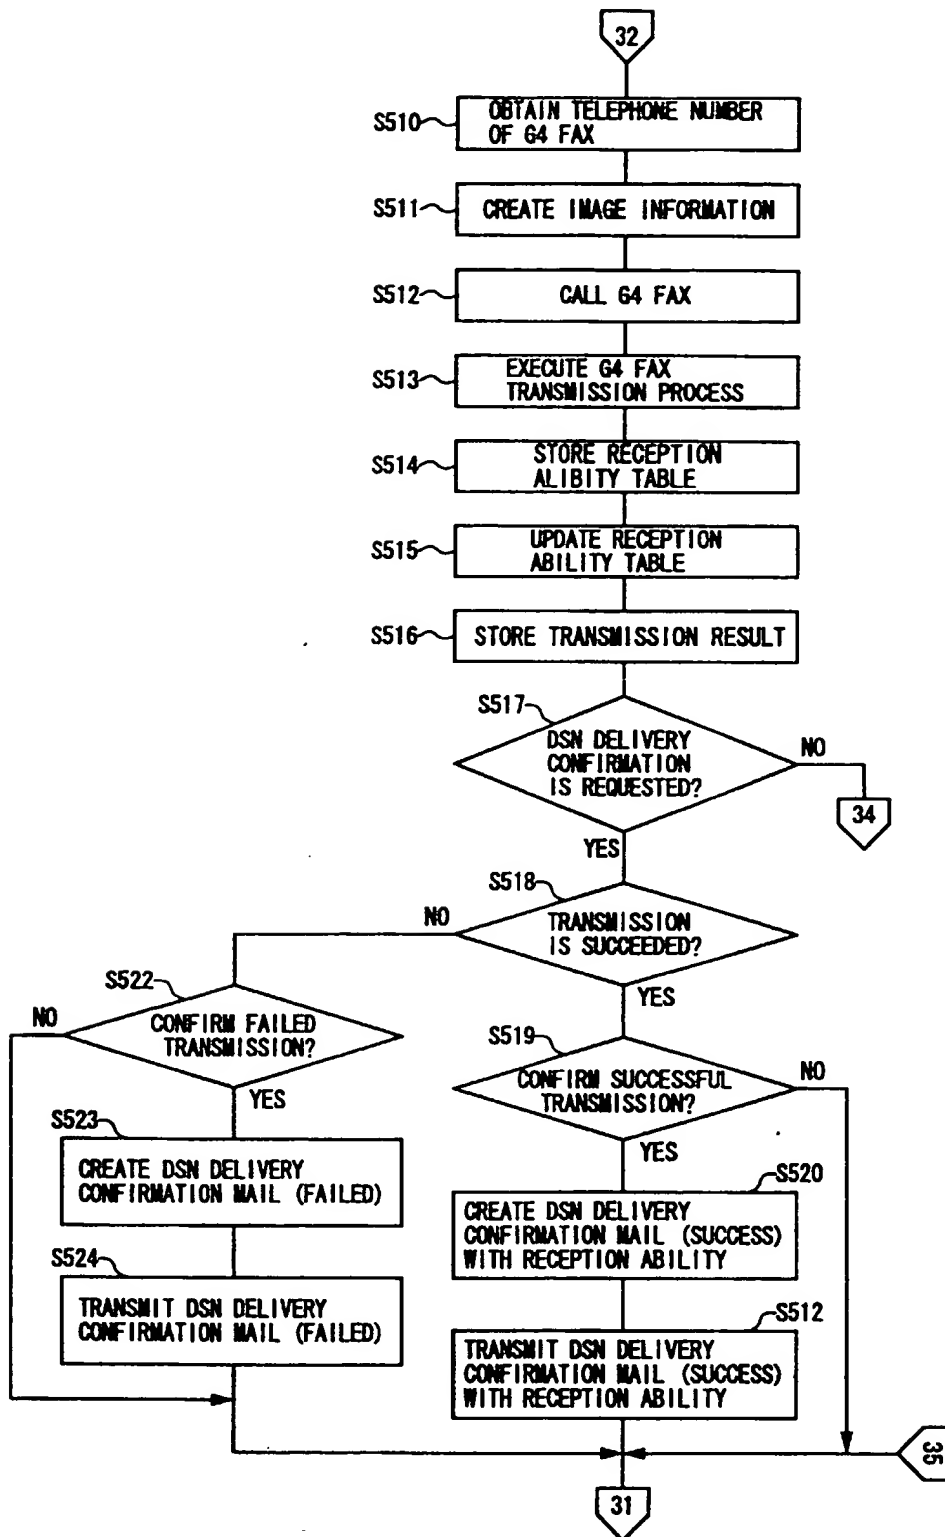 32
S510
OBTAIN TELEPHONE NUMBER
OF G4 FAX
S511
CREATE IMAGE INFORMATION
S512
CALL G4 FAX
S513
EXECUTE G4 FAX
TRANSMISSION PROCESS
S514
STORE RECEPTION
ALIBITY TABLE
S515
UPDATE RECEPTION
ABILITY TABLE
S516
STORE TRANSMISSION RESULT
S517
DSN DELIVERY
CONFIRMATION
IS REQUESTED?
NO
34
YES
S518
TRANSMISSION
IS SUCCEEDED?
NO
YES
S522
CONFIRM FAILED
TRANSMISSION?
NO
YES
S519
CONFIRM SUCCESSFUL
TRANSMISSION?
NO
YES
S523
CREATE DSN DELIVERY
CONFIRMATION MAIL (FAILED)
S520
CREATE DSN DELIVERY
CONFIRMATION MAIL (SUCCESS)
WITH RECEPTION ABILITY
S524
TRANSMIT DSN DELIVERY
CONFIRMATION MAIL (FAILED)
S512
TRANSMIT DSN DELIVERY
CONFIRMATION MAIL (SUCCESS)
WITH RECEPTION ABILITY
35
31